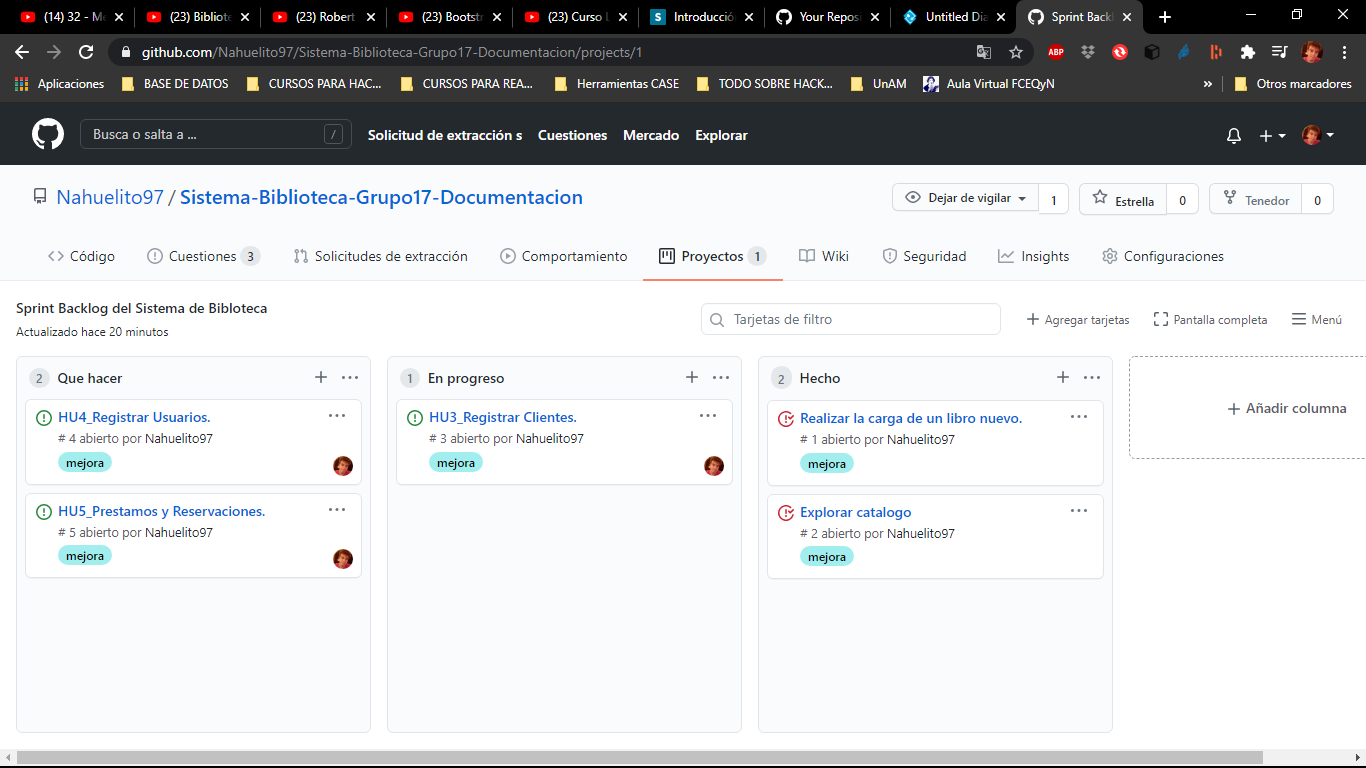 (14) 32 - Me
(23) Bibliote
(23) Robert
(23) Bootstr
(23) Curso L
Introducció
Your Repos
Untitled Dia
Sprint Back
github.com/Nahuelito97/Sistema-Biblioteca-Grupo17-Documentacion/projects/1
ABP
Aplicaciones
BASE DE DATOS
CURSOS PARA HAC...
CURSOS PARA REA...
Herramientas CASE
TODO SOBRE HACK...
UnAM
Aula Virtual FCEQyN
»
Otros marcadores
Busca o salta a ... /
Solicitud de extracción s Cuestiones Mercado Explorar
Nahuelito97 / Sistema-Biblioteca-Grupo17-Documentacion
Dejar de vigilar 1
Estrella 0
Tenedor 0
Código
Cuestiones 3
Solicitudes de extracción
Comportamiento
Proyectos 1
Wiki
Seguridad
Insights
Configuraciones
Sprint Backlog del Sistema de Bibloteca
Actualizado hace 20 minutos
Tarjetas de filtro
Agregar tarjetas
Pantalla completa
Menú
2 Que hacer
HU4_Registrar Usuarios.
# 4 abierto por Nahuelito97
mejora
HU5_Prestamos y Reservaciones.
# 5 abierto por Nahuelito97
mejora
1 En progreso
HU3_Registrar Clientes.
# 3 abierto por Nahuelito97
mejora
2 Hecho
Realizar la carga de un libro nuevo.
# 1 abierto por Nahuelito97
mejora
Explorar catalogo
# 2 abierto por Nahuelito97
mejora
Añadir columna